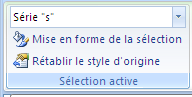 Série "s"
Mise en forme de la sélection
Rétablir le style d'origine
Sélection active